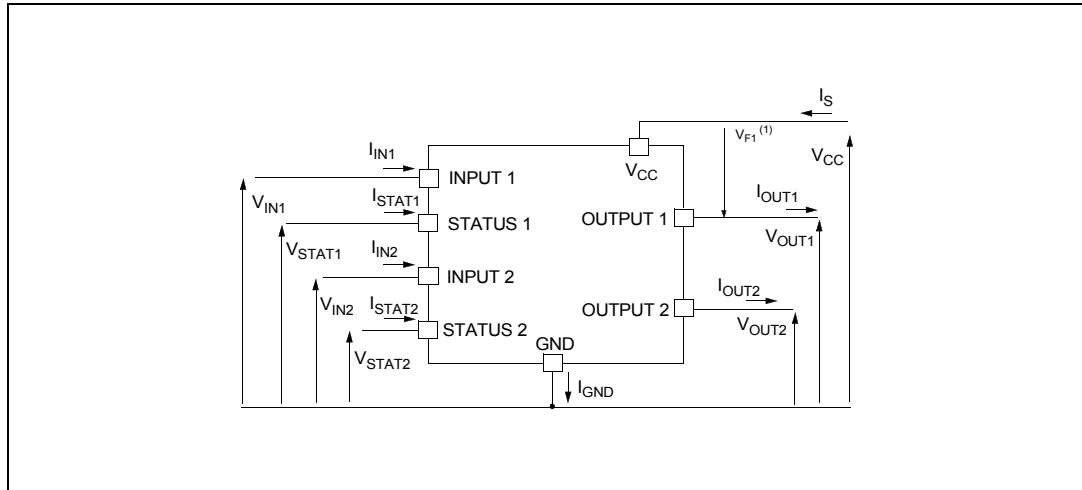 I_S
V_F1 (1)
V_CC
V_CC
I_IN1
INPUT 1
V_IN1
I_STAT1
STATUS 1
V_STAT1
I_IN2
INPUT 2
V_IN2
I_STAT2
STATUS 2
V_STAT2
OUTPUT 1
I_OUT1
V_OUT1
OUTPUT 2
I_OUT2
V_OUT2
GND
I_GND